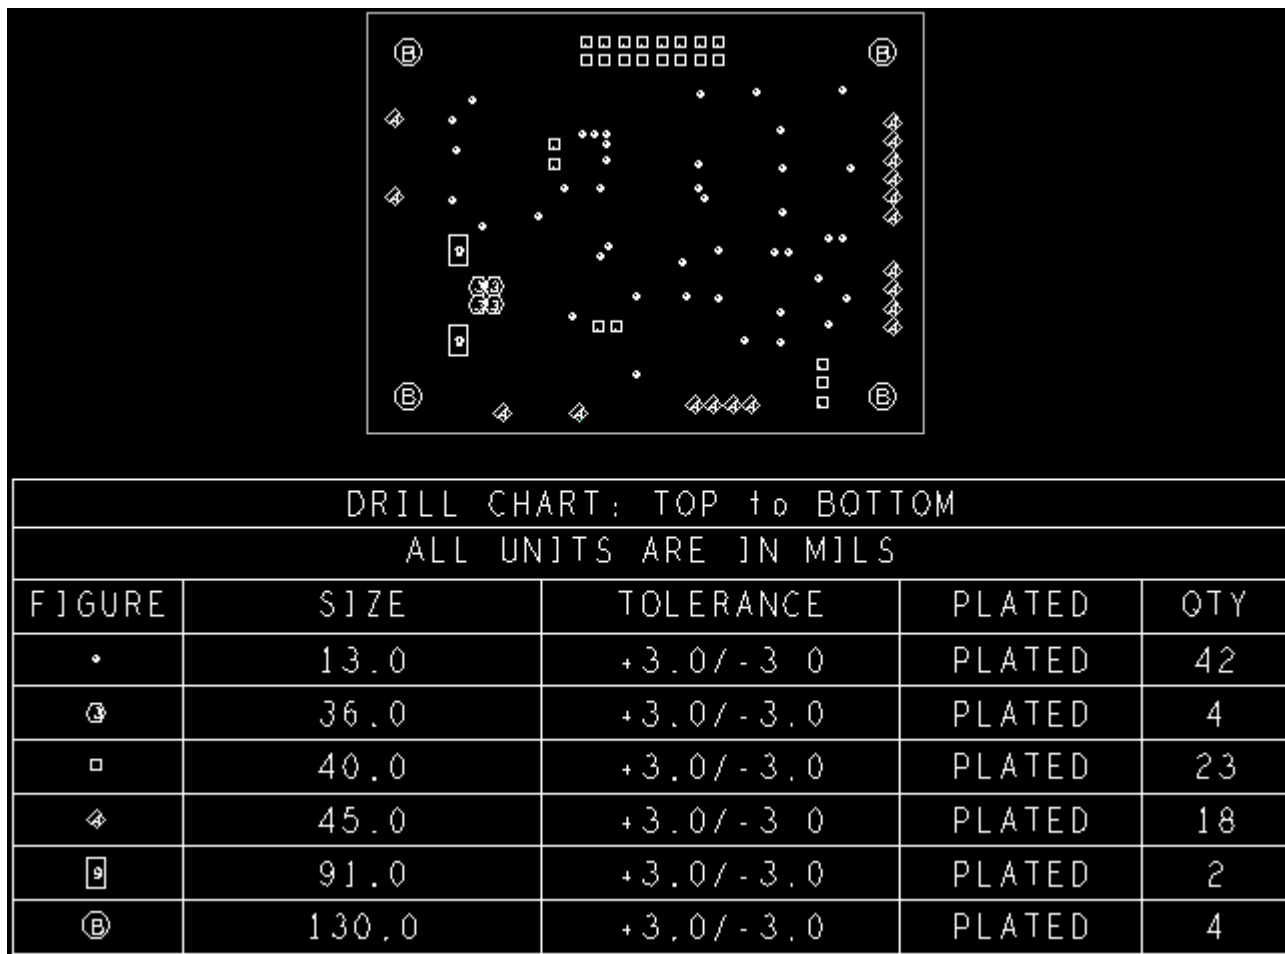 B B
A A
A
A
A
A A
A
B B
A A AAAA
DRILL CHART: TOP to BOTTOM
ALL UNITS ARE IN MILS
FIGURE SIZE TOLERANCE PLATED QTY
13.0 +3.0/-3 0 PLATED 42
36.0 +3.0/-3.0 PLATED 4
40.0 +3.0/-3.0 PLATED 23
A 45.0 +3.0/-3 0 PLATED 18
9 91.0 +3.0/-3.0 PLATED 2
B 130.0 +3.0/-3.0 PLATED 4